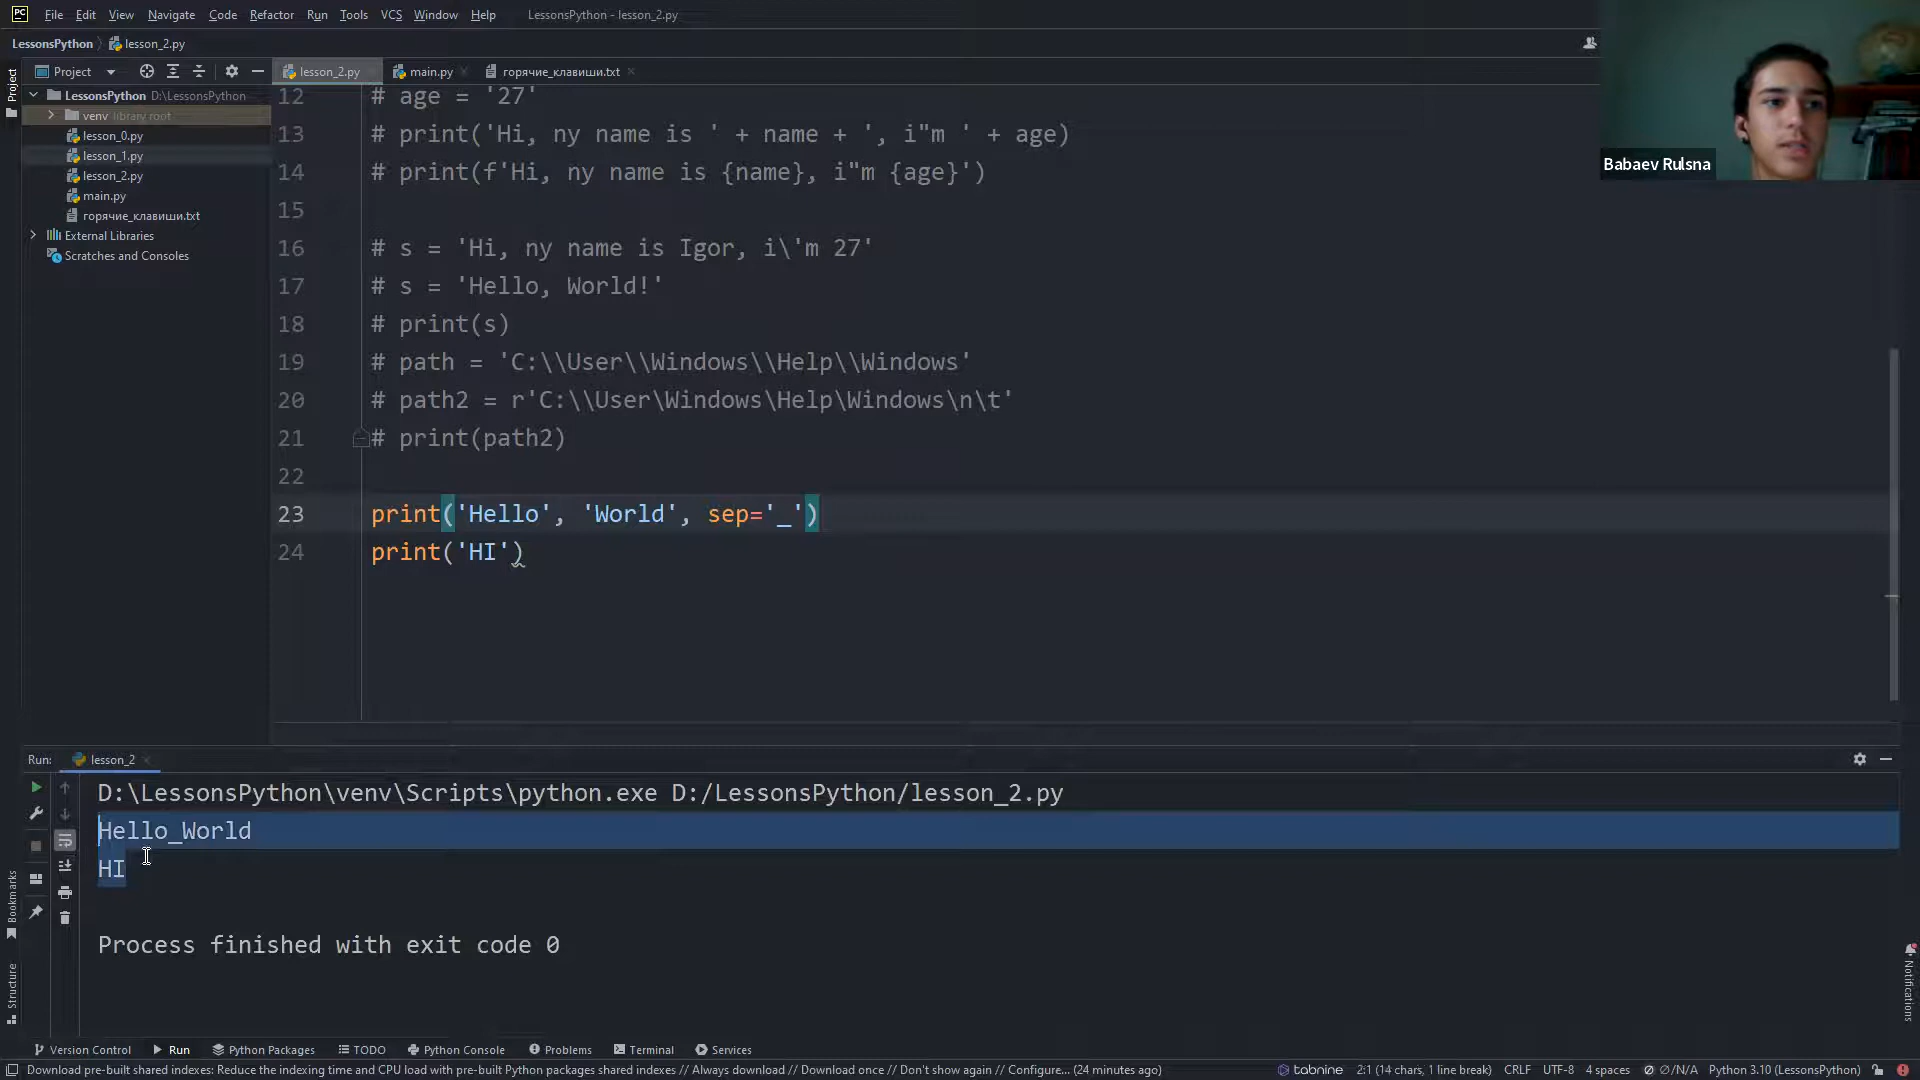 PC File Edit View Navigate Code Refactor Run Tools VCS Window Help LessonsPython - lesson_2.py
LessonsPython lesson_2.py
Project lesson_2.py main.py горячие_клавиши.txt
Project
LessonsPython D:\LessonsPython
venv library root
lesson_0.py
lesson_1.py
lesson_2.py
main.py
горячие_клавиши.txt
External Libraries
Scratches and Consoles
12 # age = '27'
13 # print('Hi, ny name is ' + name + ', i"m ' + age)
14 # print(f'Hi, ny name is {name}, i"m {age}')
15
16 # s = 'Hi, ny name is Igor, i\'m 27'
17 # s = 'Hello, World!'
18 # print(s)
19 # path = 'C:\\User\\Windows\\Help\\Windows'
20 # path2 = r'C:\\User\Windows\Help\Windows\n\t'
21 # print(path2)
22
23 print('Hello', 'World', sep='_')
24 print('HI')
Babaev Rulsna
Run: lesson_2
D:\LessonsPython\venv\Scripts\python.exe D:/LessonsPython/lesson_2.py
Hello_World
HI
Process finished with exit code 0
Bookmarks
Structure
Notifications
Version Control Run Python Packages TODO Python Console Problems Terminal Services
Download pre-built shared indexes: Reduce the indexing time and CPU load with pre-built Python packages shared indexes // Always download // Download once // Don't show again // Configure... (24 minutes ago) tabnine 2:1 (14 chars, 1 line break) CRLF UTF-8 4 spaces ∅/N/A Python 3.10 (LessonsPython)